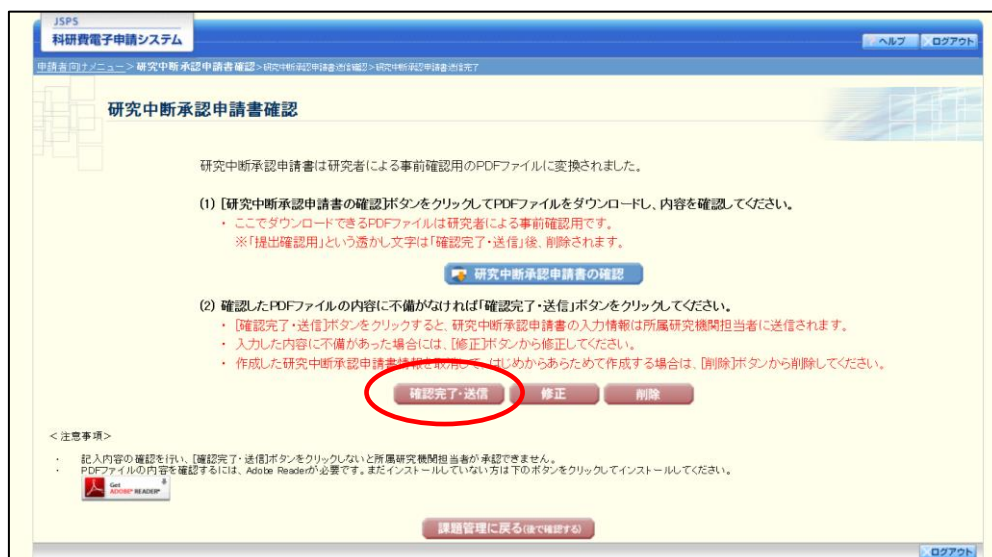 JSPS
科研費電子申請システム
ヘルプ ログアウト
申請者向けメニュー>研究中断承認申請書確認>研究中断承認申請書送信確認>研究中断承認申請書送信完了
研究中断承認申請書確認
研究中断承認申請書は研究者による事前確認用のPDFファイルに変換されました。
(1) [研究中断承認申請書の確認]ボタンをクリックしてPDFファイルをダウンロードし、内容を確認してください。
・ ここでダウンロードできるPDFファイルは研究者による事前確認用です。
※「提出確認用」という透かし文字は「確認完了・送信」後、削除されます。
研究中断承認申請書の確認
(2) 確認したPDFファイルの内容に不備がなければ「確認完了・送信」ボタンをクリックしてください。
・ [確認完了・送信]ボタンをクリックすると、研究中断承認申請書の入力情報は所属研究機関担当者に送信されます。
・ 入力した内容に不備があった場合には、[修正]ボタンから修正してください。
・ 作成した研究中断承認申請書情報を取消して、はじめからあらためて作成する場合は、[削除]ボタンから削除してください。
確認完了・送信 修正 削除
<注意事項>
・ 記入内容の確認を行い、[確認完了・送信]ボタンをクリックしないと所属研究機関担当者が承認できません。
・ PDFファイルの内容を確認するには、Adobe Readerが必要です。まだインストールしていない方は下のボタンをクリックしてインストールしてください。
Get
ADOBE® READER®
課題管理に戻る(後で確認する)
ログアウト